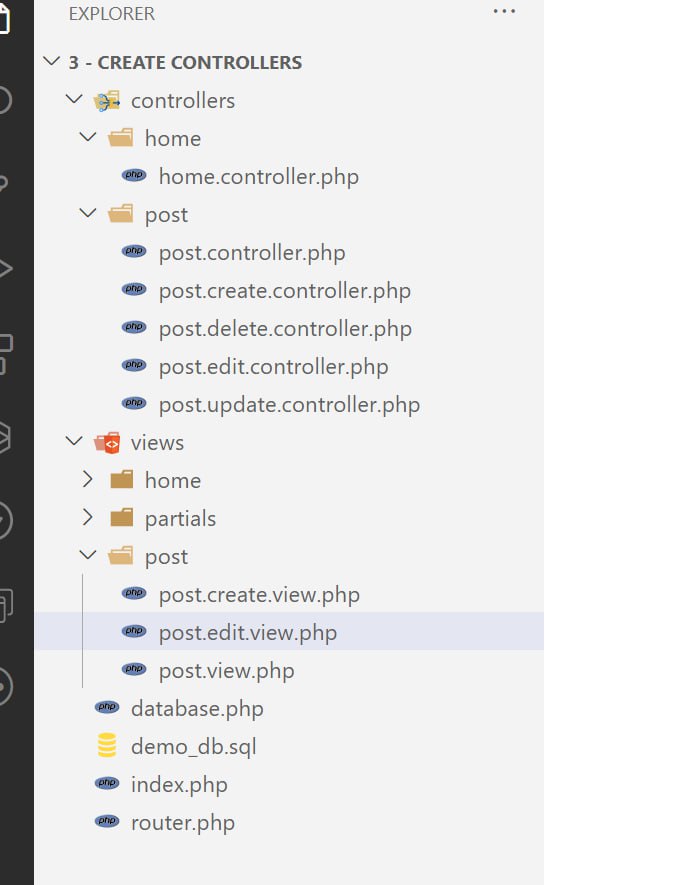 EXPLORER ...
3 - CREATE CONTROLLERS
controllers
home
php home.controller.php
post
php post.controller.php
php post.create.controller.php
php post.delete.controller.php
php post.edit.controller.php
php post.update.controller.php
views
home
partials
post
php post.create.view.php
php post.edit.view.php
php post.view.php
php database.php
demo_db.sql
php index.php
php router.php